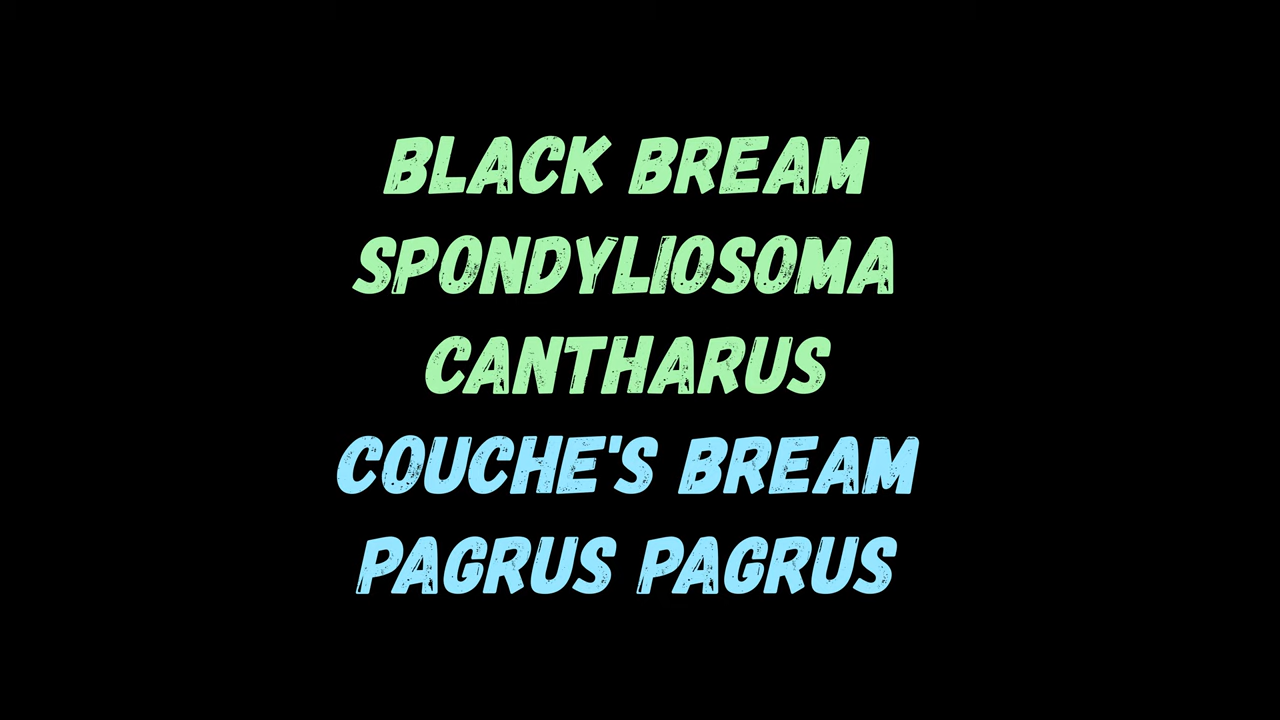 BLACK BREAM
SPONDYLIOSOMA
CANTHARUS
COUCHE'S BREAM
PAGRUS PAGRUS